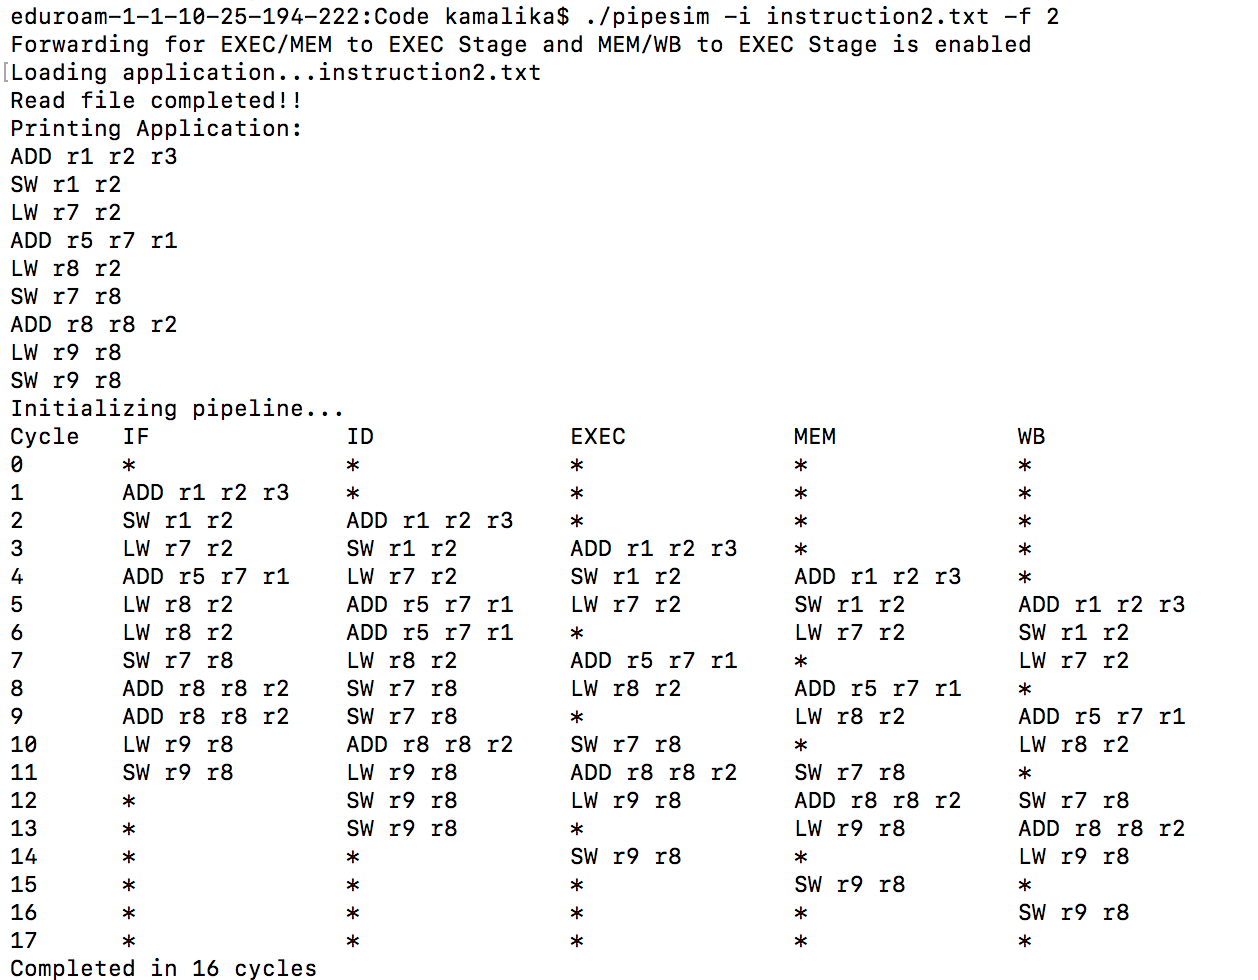 eduroam-1-1-10-25-194-222:Code kamalika$ ./pipesim -i instruction2.txt -f 2
Forwarding for EXEC/MEM to EXEC Stage and MEM/WB to EXEC Stage is enabled
[Loading application...instruction2.txt
Read file completed!!
Printing Application:
ADD r1 r2 r3
SW r1 r2
LW r7 r2
ADD r5 r7 r1
LW r8 r2
SW r7 r8
ADD r8 r8 r2
LW r9 r8
SW r9 r8
Initializing pipeline...
Cycle IF ID EXEC MEM WB
0 * * * * *
1 ADD r1 r2 r3 * * * *
2 SW r1 r2 ADD r1 r2 r3 * * *
3 LW r7 r2 SW r1 r2 ADD r1 r2 r3 * *
4 ADD r5 r7 r1 LW r7 r2 SW r1 r2 ADD r1 r2 r3 *
5 LW r8 r2 ADD r5 r7 r1 LW r7 r2 SW r1 r2 ADD r1 r2 r3
6 LW r8 r2 ADD r5 r7 r1 * LW r7 r2 SW r1 r2
7 SW r7 r8 LW r8 r2 ADD r5 r7 r1 * LW r7 r2
8 ADD r8 r8 r2 SW r7 r8 LW r8 r2 ADD r5 r7 r1 *
9 ADD r8 r8 r2 SW r7 r8 * LW r8 r2 ADD r5 r7 r1
10 LW r9 r8 ADD r8 r8 r2 SW r7 r8 * LW r8 r2
11 SW r9 r8 LW r9 r8 ADD r8 r8 r2 SW r7 r8 *
12 * SW r9 r8 LW r9 r8 ADD r8 r8 r2 SW r7 r8
13 * SW r9 r8 * LW r9 r8 ADD r8 r8 r2
14 * * SW r9 r8 * LW r9 r8
15 * * * SW r9 r8 *
16 * * * * SW r9 r8
17 * * * * *
Completed in 16 cycles